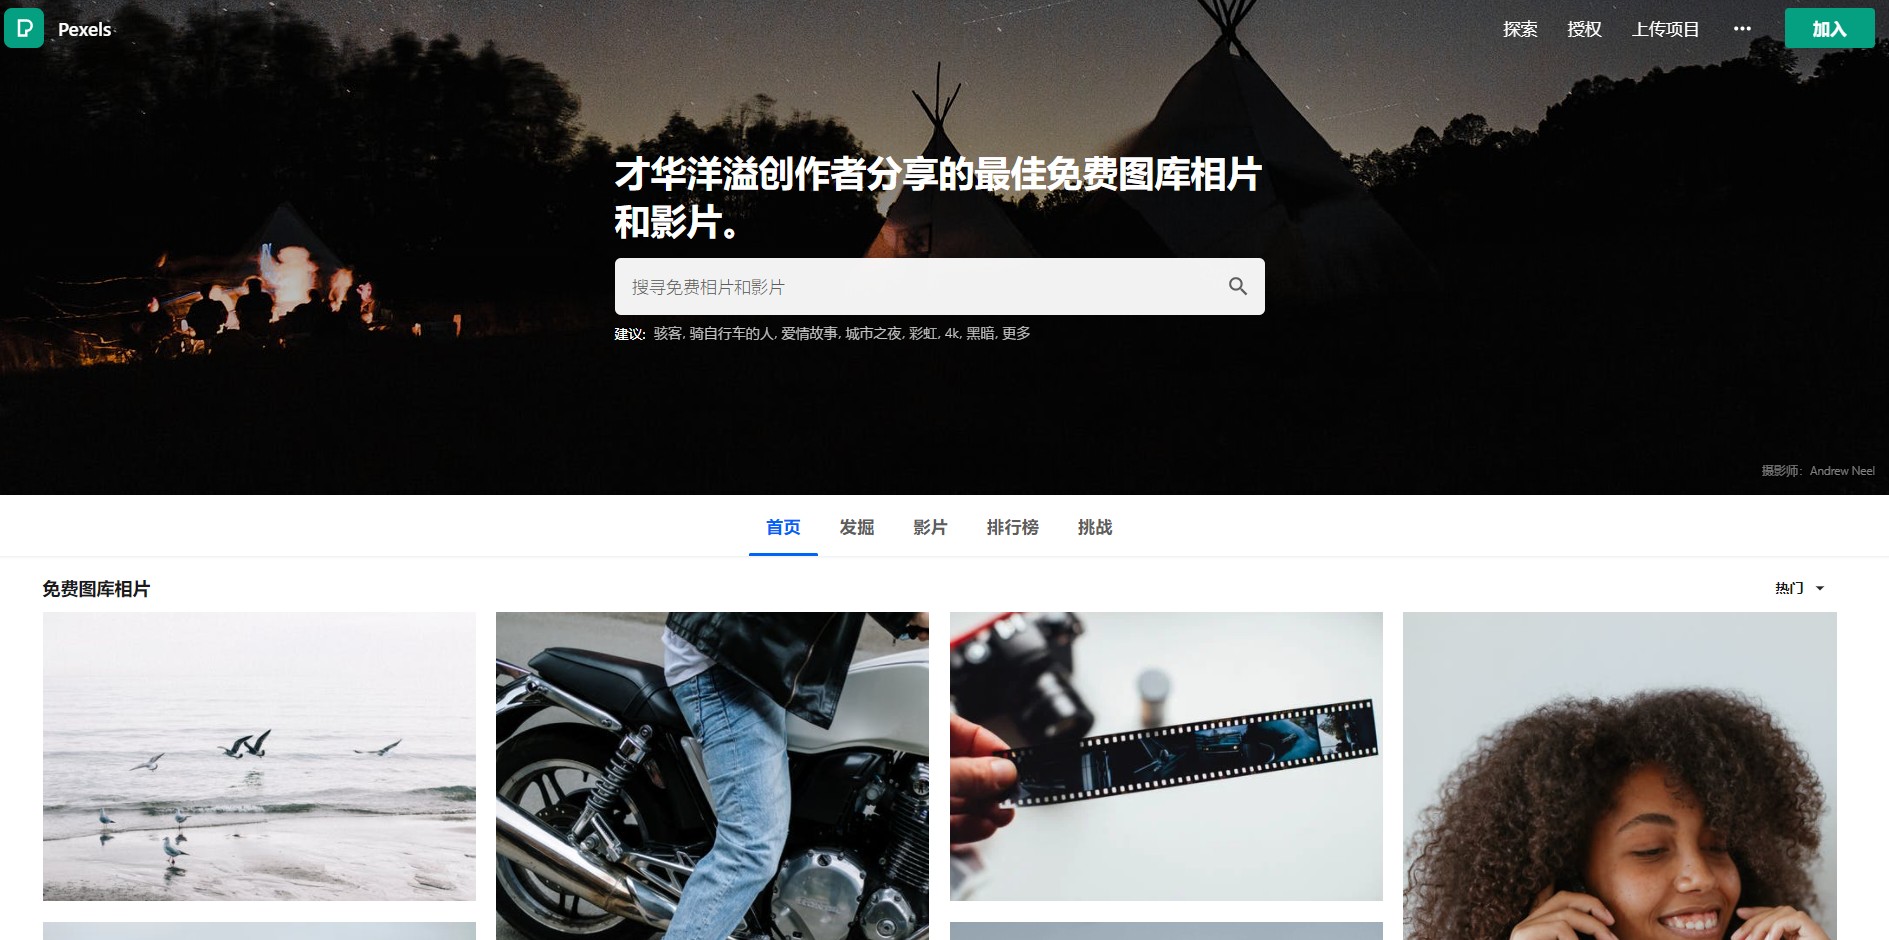 Pexels
探索
授权
上传项目
加入
才华洋溢创作者分享的最佳免费图库相片
和影片。
搜寻免费相片和影片
建议: 骇客, 骑自行车的人, 爱情故事, 城市之夜, 彩虹, 4k, 黑暗, 更多
摄影师: Andrew Neel
首页
发掘
影片
排行榜
挑战
免费图库相片
热门